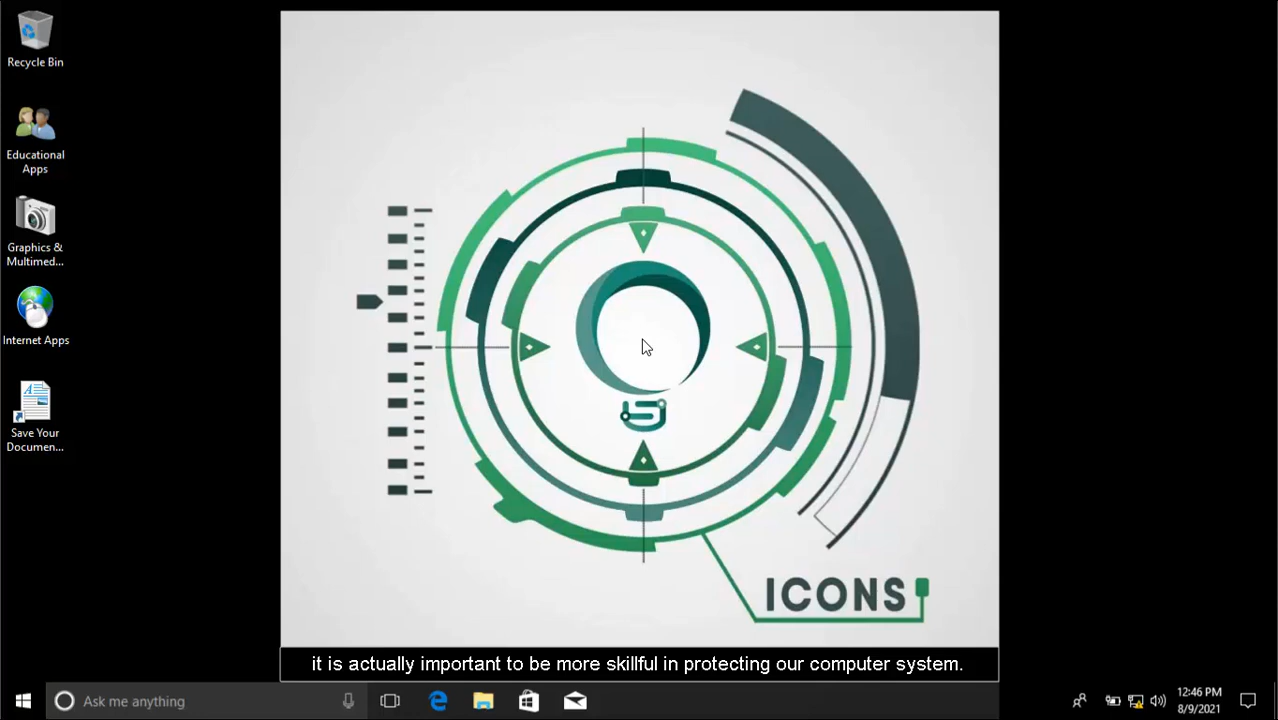 Recycle Bin
Educational
Apps
Graphics &
Multimed...
Internet Apps
Save Your
Documen...
ICONS
it is actually important to be more skillful in protecting our computer system.
Ask me anything
12:46 PM
8/9/2021